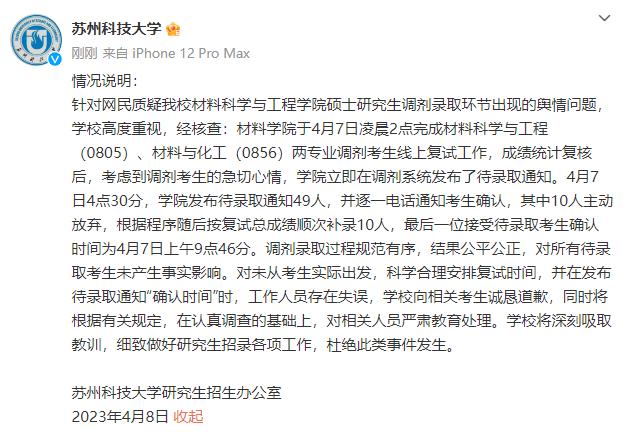 苏州科技大学
刚刚 来自 iPhone 12 Pro Max
情况说明：
针对网民质疑我校材料科学与工程学院硕士研究生调剂录取环节出现的舆情问题，
学校高度重视，经核查：材料学院于4月7日凌晨2点完成材料科学与工程
（0805）、材料与化工（0856）两专业调剂考生线上复试工作，成绩统计复核
后，考虑到调剂考生的急切心情，学院立即在调剂系统发布了待录取通知。4月7
日4点30分，学院发布待录取通知49人，并逐一电话通知考生确认，其中10人主动
放弃，根据程序随后按复试总成绩顺次补录10人，最后一位接受待录取考生确认
时间为4月7日上午9点46分。调剂录取过程规范有序，结果公平公正，对所有待录
取考生未产生事实影响。对未从考生实际出发，科学合理安排复试时间，并在发布
待录取通知“确认时间”时，工作人员存在失误，学校向相关考生诚恳道歉，同时将
根据有关规定，在认真调查的基础上，对相关人员严肃教育处理。学校将深刻吸取
教训，细致做好研究生招录各项工作，杜绝此类事件发生。
苏州科技大学研究生招生办公室
2023年4月8日 收起